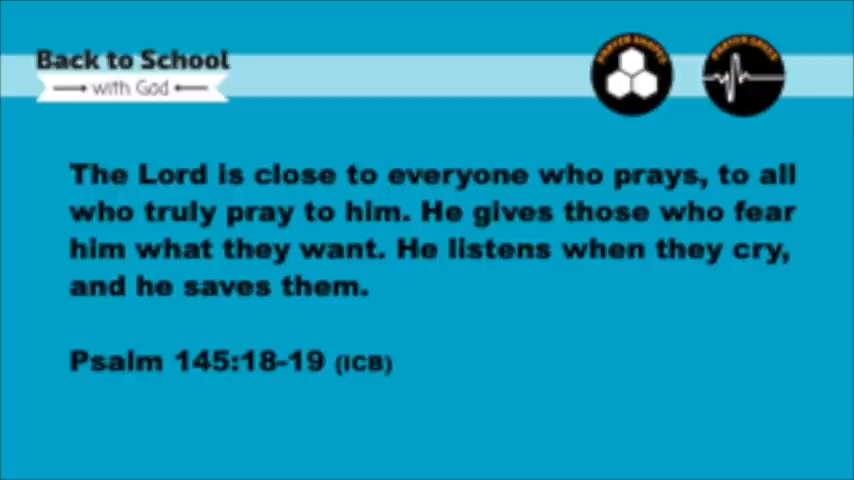 Back to School
with God
PRAYER SPACES
The Lord is close to everyone who prays, to all
who truly pray to him. He gives those who fear
him what they want. He listens when they cry,
and he saves them.
Psalm 145:18-19 (ICB)